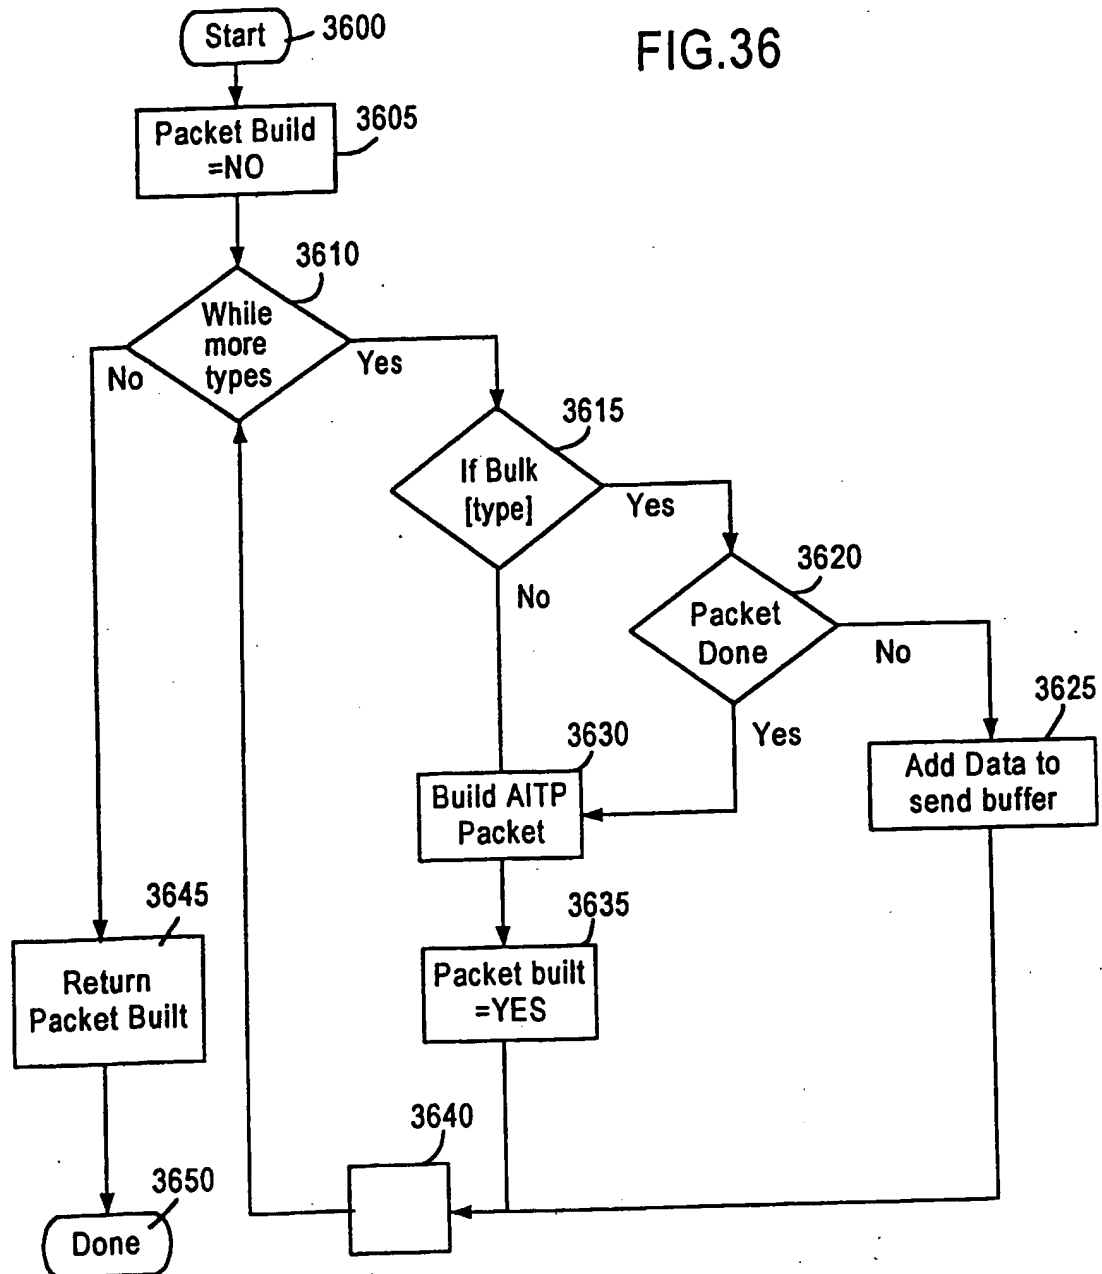 FIG.36
Start
3600
Packet Build
=NO
3605
While
more
types
3610
No
Yes
If Bulk
[type]
3615
Yes
No
Packet
Done
3620
No
Yes
Add Data to
send buffer
3625
Build AITP
Packet
3630
Packet built
=YES
3635
3640
Return
Packet Built
3645
Done
3650